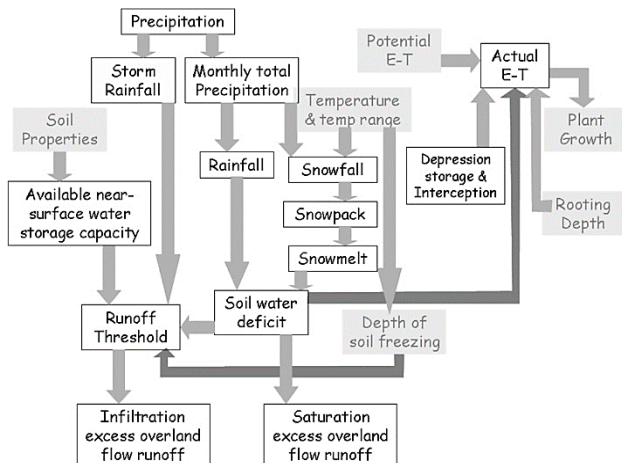 Precipitation
Storm
Rainfall
Monthly total
Precipitation
Temperature
& temp range
Potential
E-T
Actual
E-T
Plant
Growth
Soil
Properties
Rainfall
Snowfall
Depression
storage &
Interception
Available near-
surface water
storage capacity
Snowpack
Rooting
Depth
Snowmelt
Runoff
Threshold
Soil water
deficit
Depth of
soil freezing
Infiltration
excess overland
flow runoff
Saturation
excess overland
flow runoff